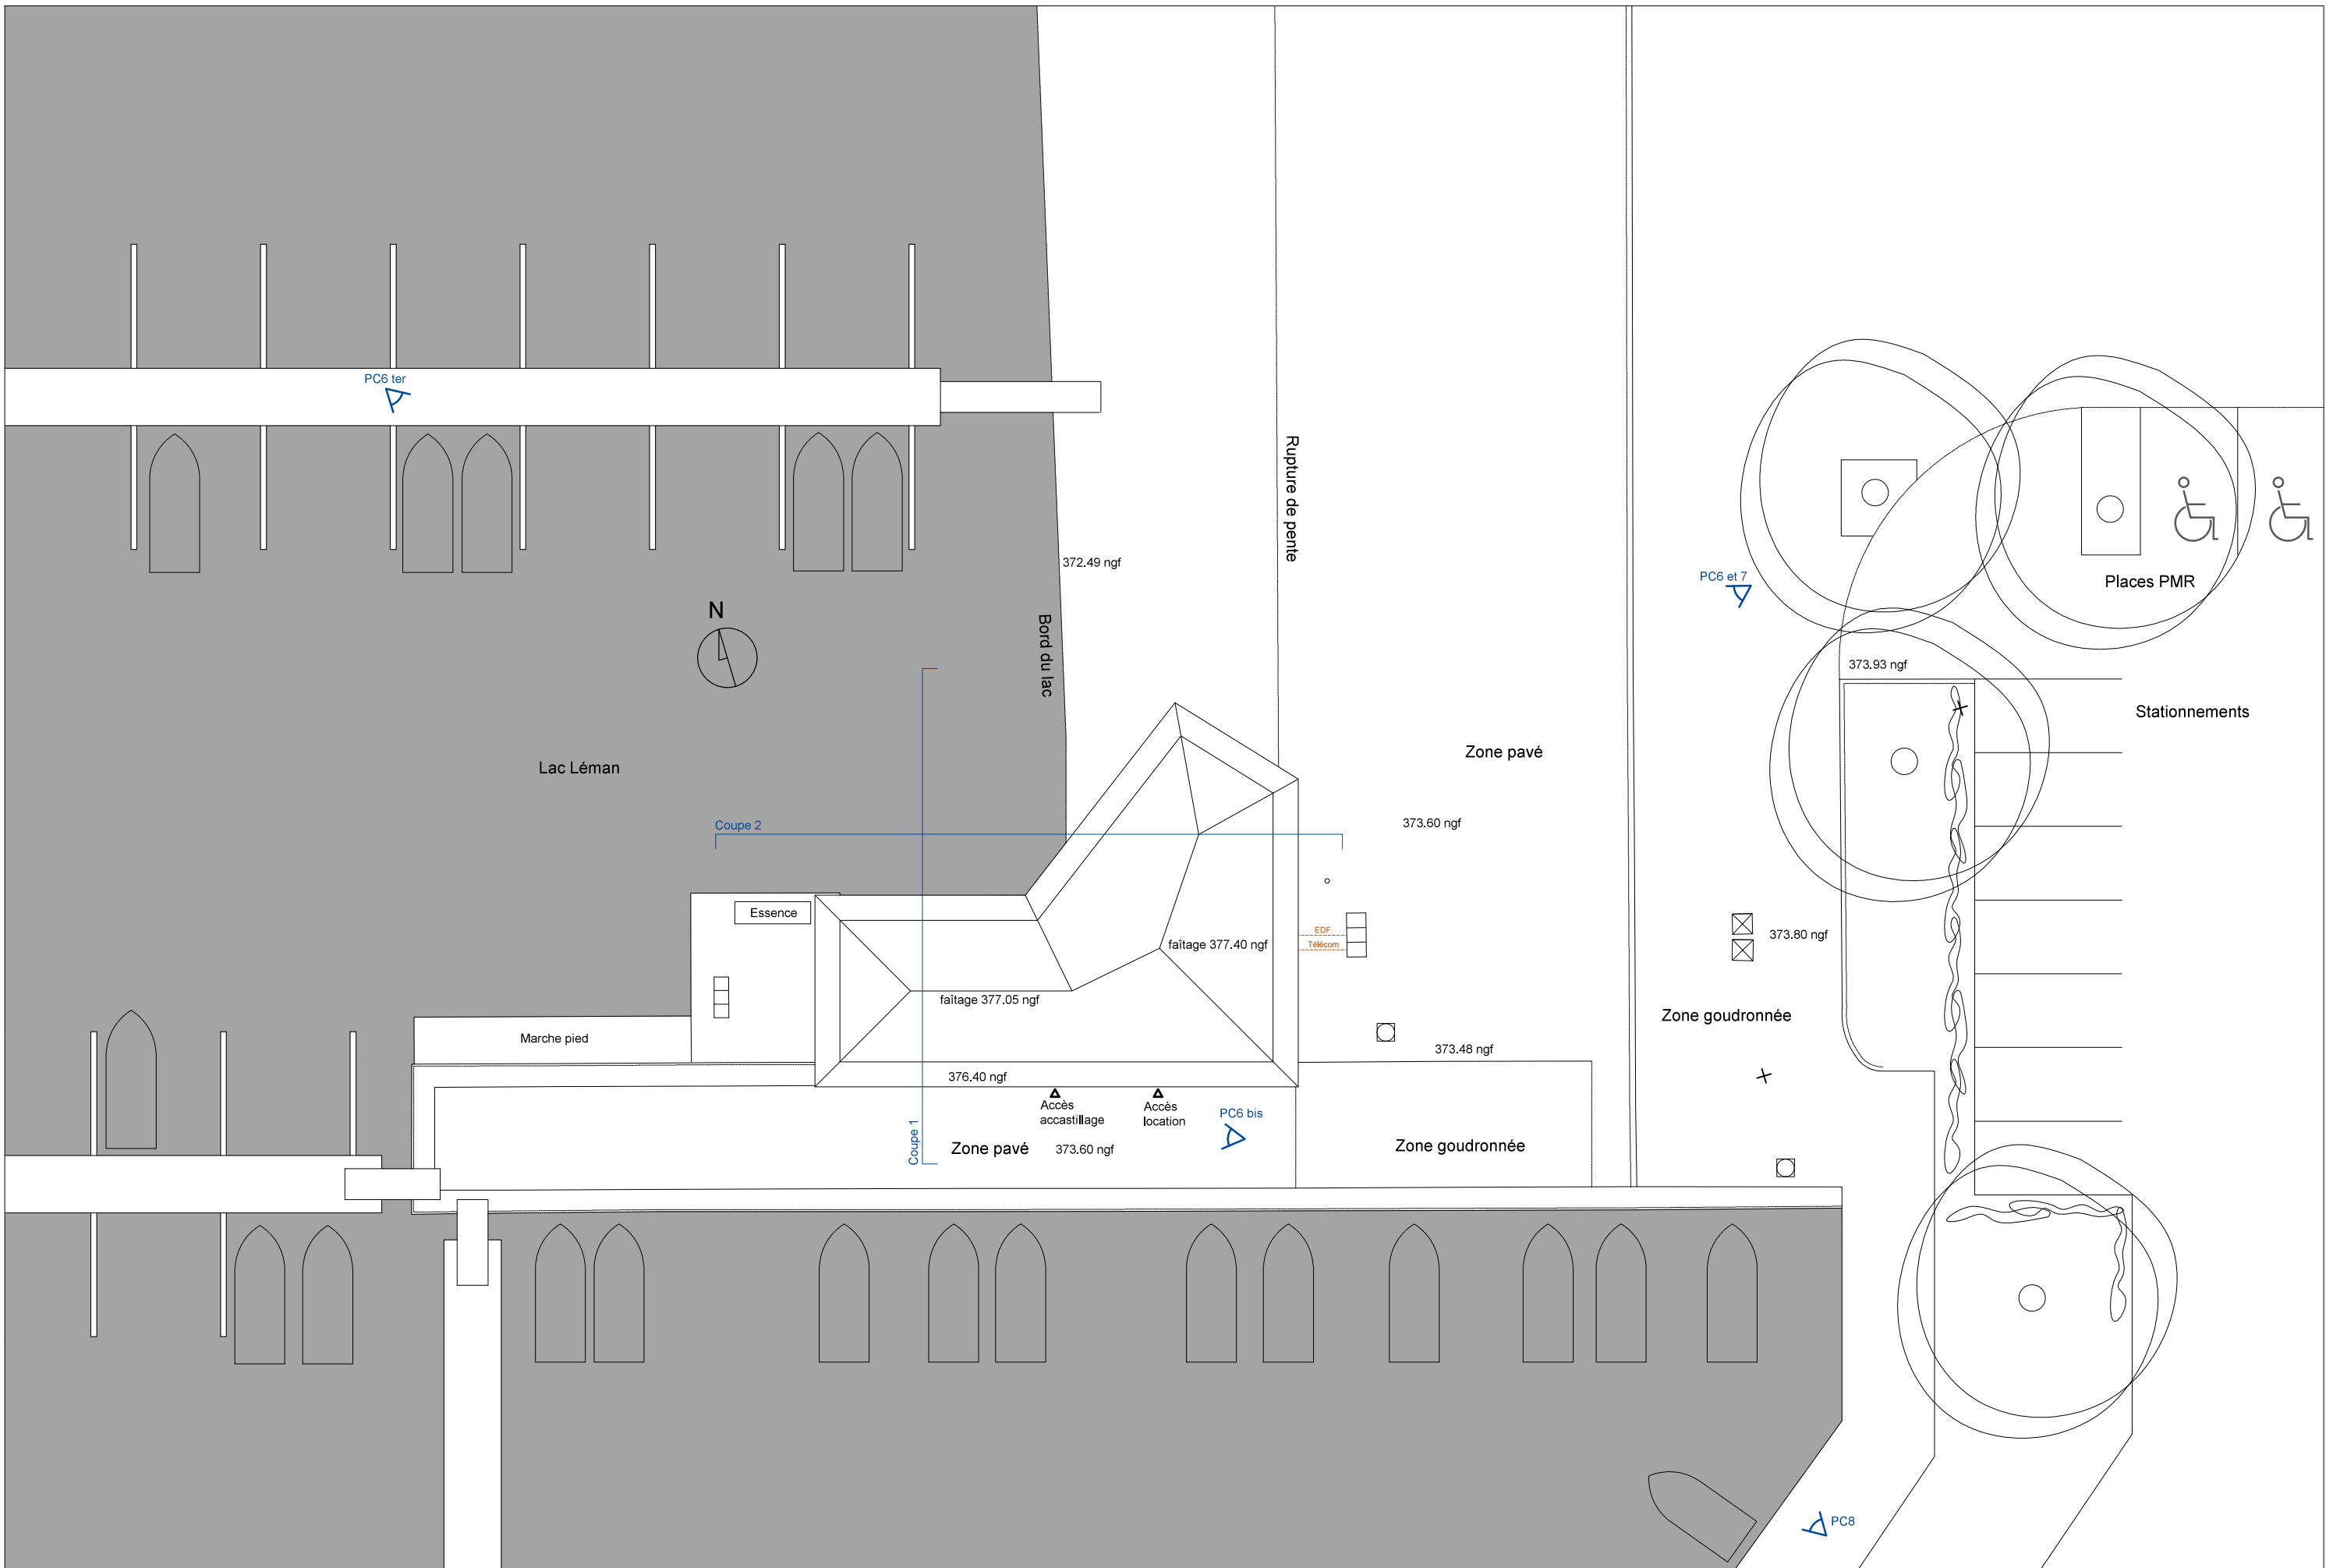 PC6 ter
Rupture de pente
372.49 ngf
PC6 et 7
Places PMR
N
Bord du lac
373.93 ngf
Stationnements
Lac Léman
Zone pavé
Coupe 2
373.60 ngf
Essence
EDF
Télécom
faîtage 377.40 ngf
373.80 ngf
faîtage 377.05 ngf
Zone goudronnée
Marche pied
373.48 ngf
376.40 ngf
Accès
accastillage
Accès
location
PC6 bis
Coupe 1
Zone pavé
373.60 ngf
Zone goudronnée
PC8